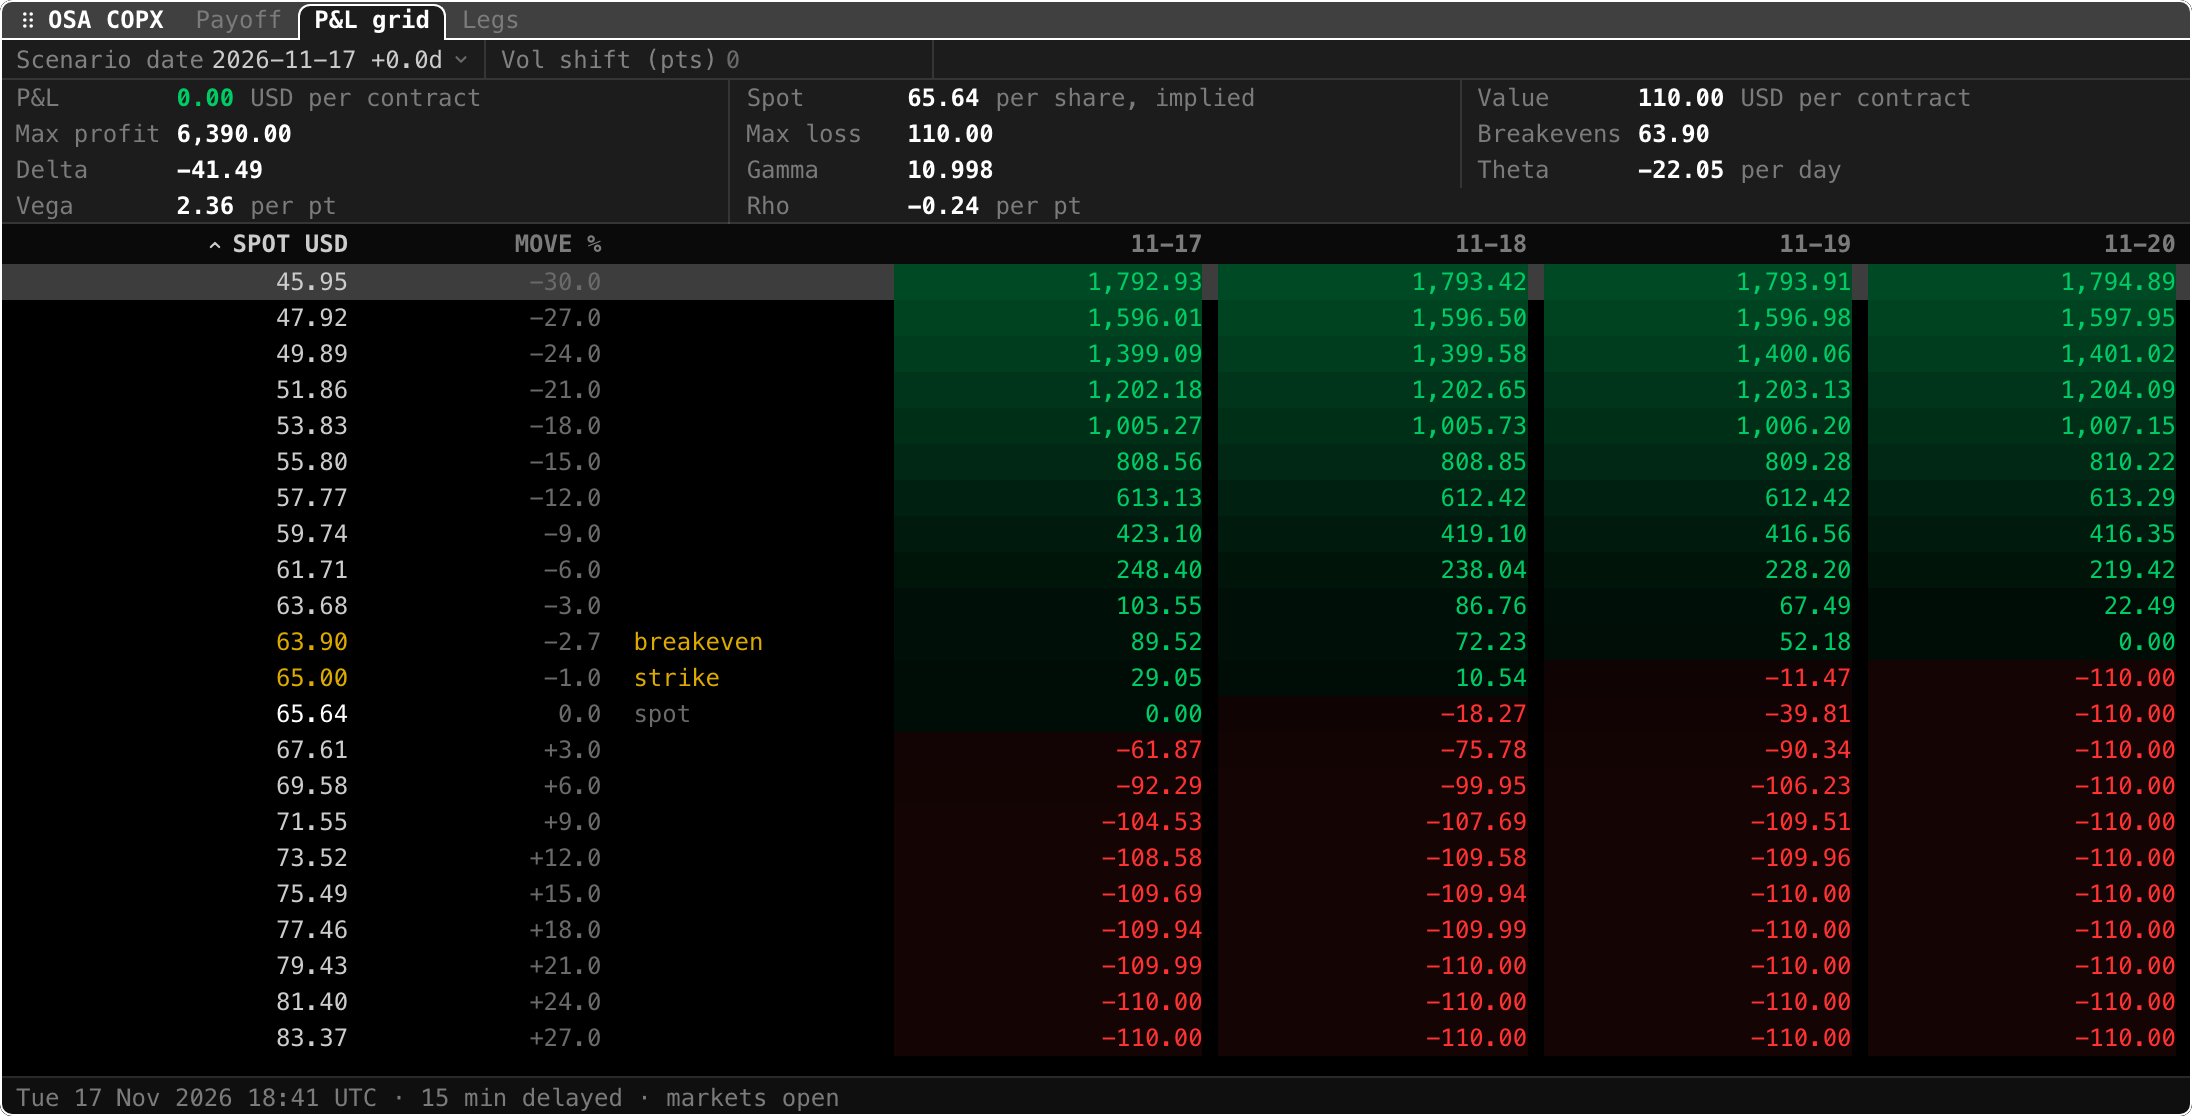 OSA COPX Payoff P&L grid Legs
Scenario date 2026-11-17 +0.0d Vol shift (pts) 0
P&L 0.00 USD per contract Spot 65.64 per share, implied Value 110.00 USD per contract
Max profit 6,390.00 Max loss 110.00 Breakevens 63.90
Delta -41.49 Gamma 10.998 Theta -22.05 per day
Vega 2.36 per pt Rho -0.24 per pt
^ SPOT USD MOVE % 11-17 11-18 11-19 11-20
45.95 -30.0 1,792.93 1,793.42 1,793.91 1,794.89
47.92 -27.0 1,596.01 1,596.50 1,596.98 1,597.95
49.89 -24.0 1,399.09 1,399.58 1,400.06 1,401.02
51.86 -21.0 1,202.18 1,202.65 1,203.13 1,204.09
53.83 -18.0 1,005.27 1,005.73 1,006.20 1,007.15
55.80 -15.0 808.56 808.85 809.28 810.22
57.77 -12.0 613.13 612.42 612.42 613.29
59.74 -9.0 423.10 419.10 416.56 416.35
61.71 -6.0 248.40 238.04 228.20 219.42
63.68 -3.0 103.55 86.76 67.49 22.49
63.90 -2.7 breakeven 89.52 72.23 52.18 0.00
65.00 -1.0 strike 29.05 10.54 -11.47 -110.00
65.64 0.0 spot 0.00 -18.27 -39.81 -110.00
67.61 +3.0 -61.87 -75.78 -90.34 -110.00
69.58 +6.0 -92.29 -99.95 -106.23 -110.00
71.55 +9.0 -104.53 -107.69 -109.51 -110.00
73.52 +12.0 -108.58 -109.58 -109.96 -110.00
75.49 +15.0 -109.69 -109.94 -110.00 -110.00
77.46 +18.0 -109.94 -109.99 -110.00 -110.00
79.43 +21.0 -109.99 -110.00 -110.00 -110.00
81.40 +24.0 -110.00 -110.00 -110.00 -110.00
83.37 +27.0 -110.00 -110.00 -110.00 -110.00
Tue 17 Nov 2026 18:41 UTC · 15 min delayed · markets open